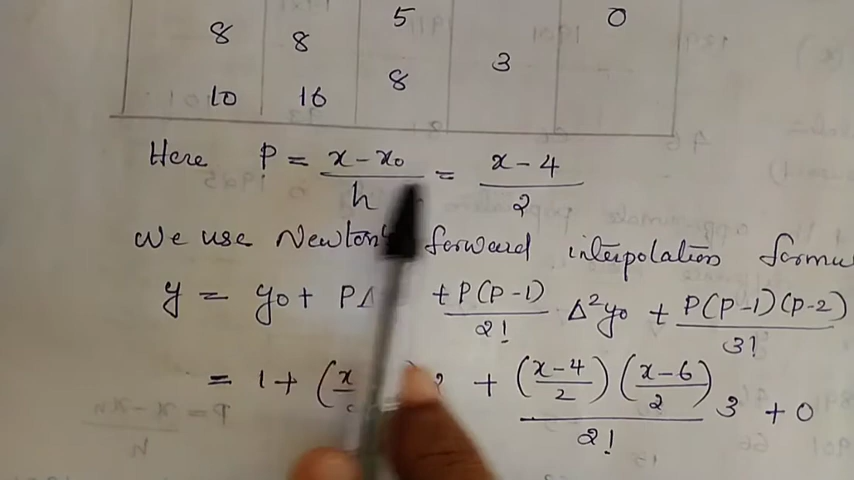 5 0
8 8
3
8
10 16
Here P = x - x₀ / h = x - 4 / 2
We use Newton's forward interpolation
y = y₀ + PΔ + P(P-1) / 2! Δ²y₀ + P(P-1)(P-2) / 3!
= 1 + (x + (x-4 / 2) (x-6 / 2) / 2! 3 + 0